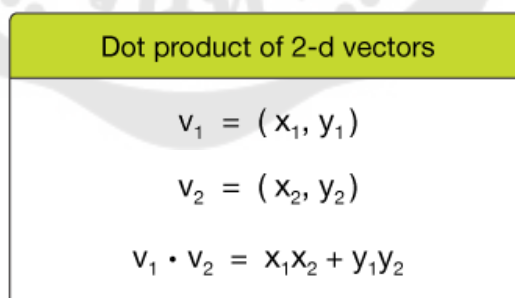 Dot product of 2-d vectors
v₁ = (x₁, y₁)
v₂ = (x₂, y₂)
v₁ · v₂ = x₁x₂ + y₁y₂